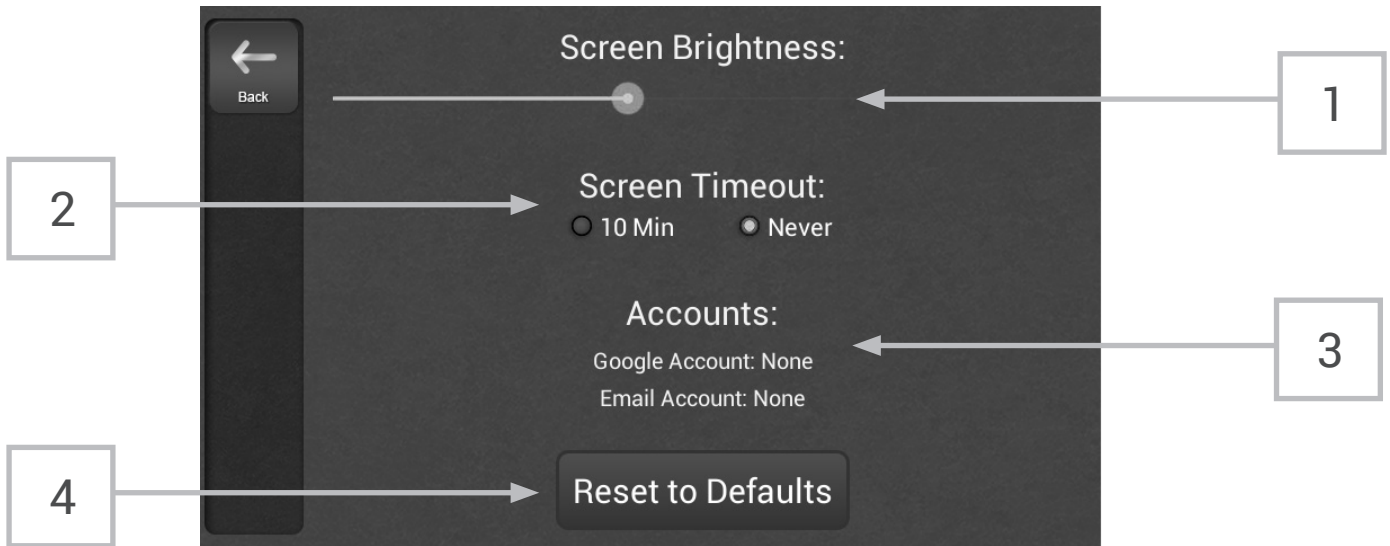 Screen Brightness:
Back
1
2
Screen Timeout:
10 Min Never
Accounts:
3
Google Account: None
Email Account: None
4
Reset to Defaults